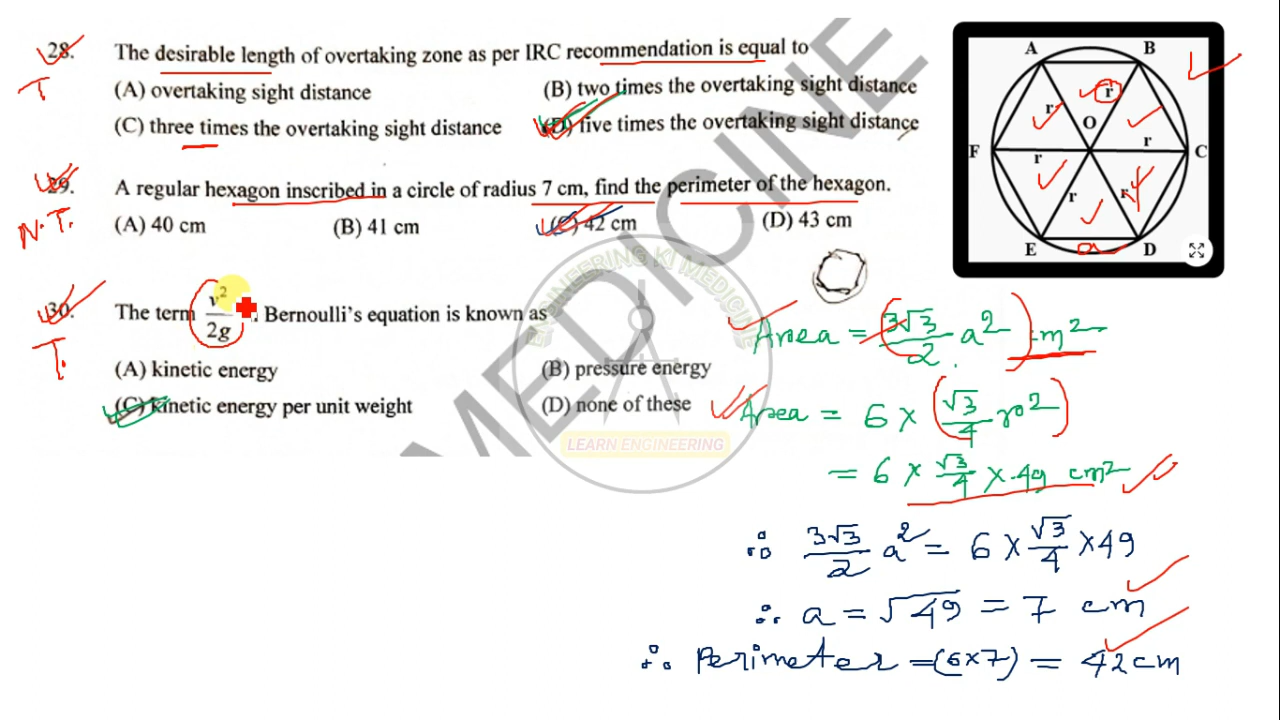 28. The desirable length of overtaking zone as per IRC recommendation is equal to
T
(A) overtaking sight distance (B) two times the overtaking sight distance
(C) three times the overtaking sight distance (D) five times the overtaking sight distance
29. A regular hexagon inscribed in a circle of radius 7 cm, find the perimeter of the hexagon.
N.T.
(A) 40 cm (B) 41 cm (C) 42 cm (D) 43 cm
30. The term v²/2g Bernoulli's equation is known as
T.
(A) kinetic energy (B) pressure energy
(C) kinetic energy per unit weight (D) none of these
A B
r r
O
F r r C
r r
E a D
Area = (3√3/2 a²) cm²
Area = 6 × (√3/4 r²)
= 6 × √3/4 × 49 cm²
∴ 3√3/2 a² = 6 × √3/4 × 49
∴ a = √49 = 7 cm
∴ Perimeter = (6×7) = 42 cm
MEDICINE
ENGINEERING KI MEDICINE
LEARN ENGINEERING